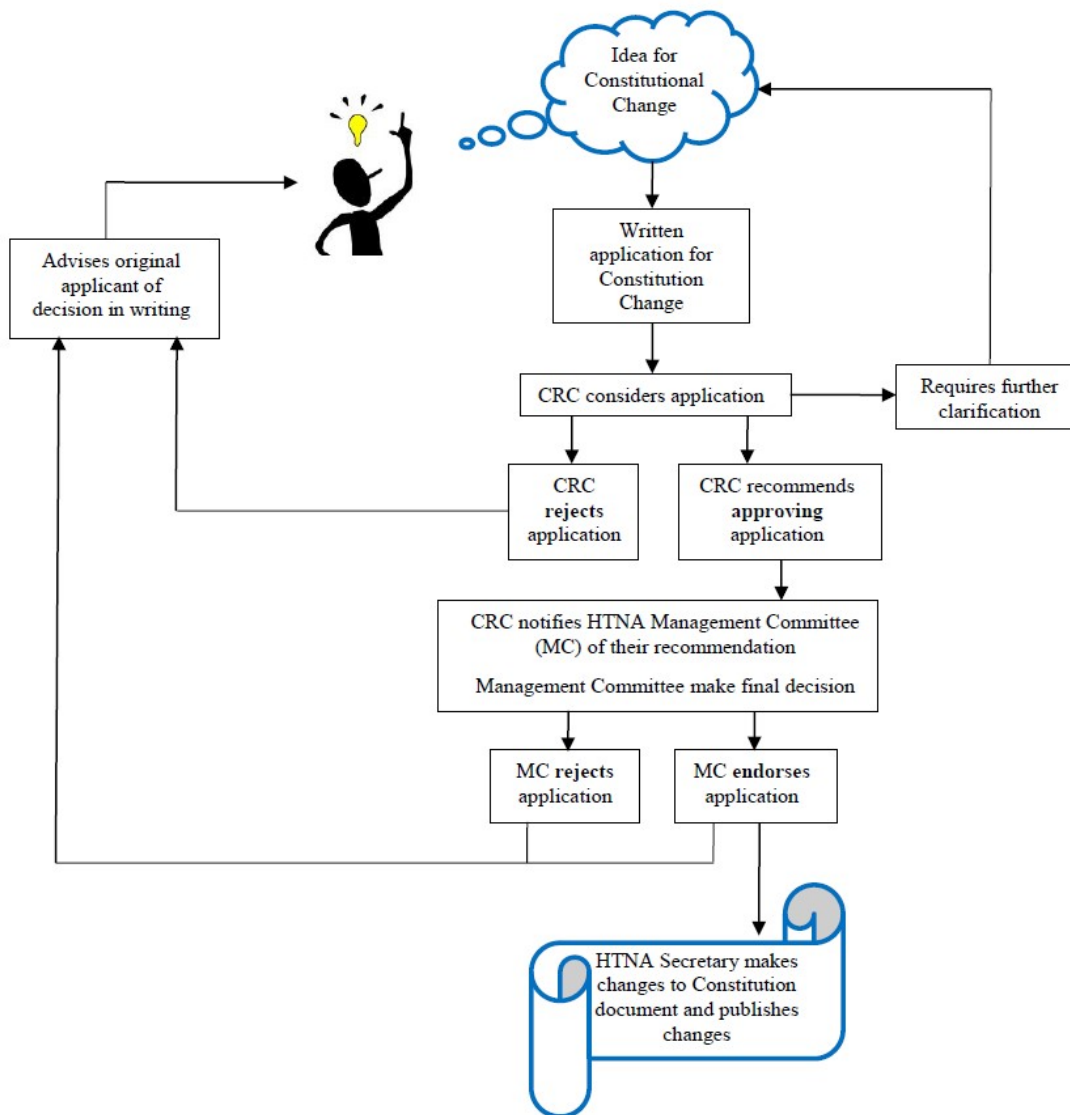 Idea for
Constitutional
Change
Written
application for
Constitution
Change
Advises original
applicant of
decision in writing
CRC considers application
Requires further
clarification
CRC
rejects
application
CRC recommends
approving
application
CRC notifies HTNA Management Committee
(MC) of their recommendation
Management Committee make final decision
MC rejects
application
MC endorses
application
HTNA Secretary makes
changes to Constitution
document and publishes
changes